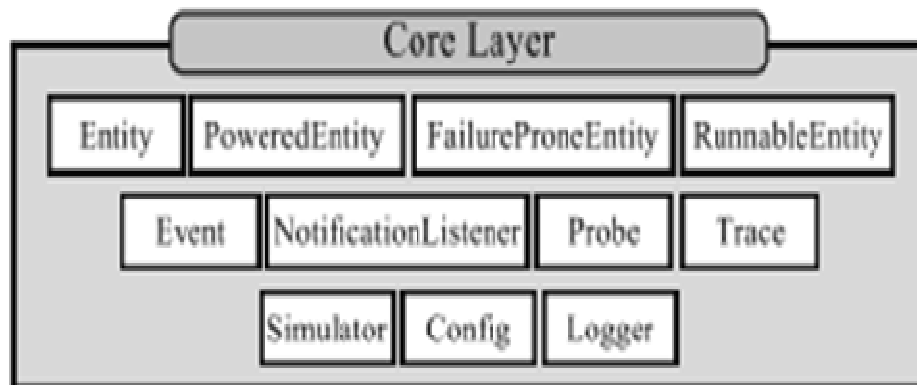 Core Layer
Entity PoweredEntity FailureProneEntity RunnableEntity
Event NotificationListener Probe Trace
Simulator Config Logger